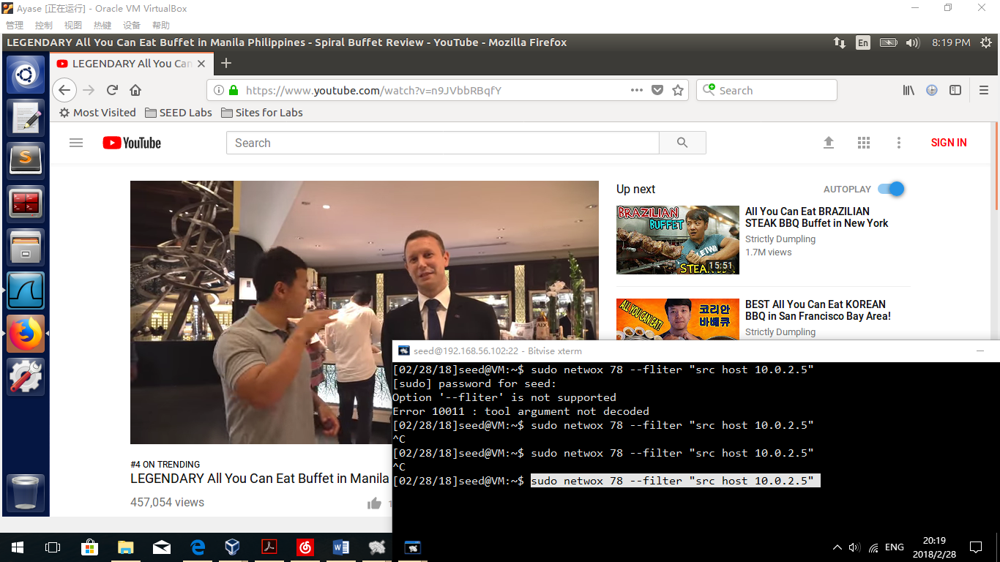 Ayase [正在运行] - Oracle VM VirtualBox
管理 控制 视图 热键 设备 帮助
LEGENDARY All You Can Eat Buffet in Manila Philippines - Spiral Buffet Review - YouTube - Mozilla Firefox
En 8:19 PM
LEGENDARY All You Can
https://www.youtube.com/watch?v=n9JVbbRBqfY
Search
Most Visited SEED Labs Sites for Labs
YouTube
Search
SIGN IN
Up next
AUTOPLAY
BRAZILIAN
BUFFET
STEAK
15:51
All You Can Eat BRAZILIAN
STEAK BBQ Buffet in New York
Strictly Dumpling
1.7M views
ALL YOU CAN EAT!
코리안
바베큐
BEST All You Can Eat KOREAN
BBQ in San Francisco Bay Area!
Strictly Dumpling
#4 ON TRENDING
LEGENDARY All You Can Eat Buffet in Manila
457,054 views
seed@192.168.56.102:22 - Bitvise xterm
[02/28/18]seed@VM:~$ sudo netwox 78 --fliter "src host 10.0.2.5"
[sudo] password for seed:
Option '--fliter' is not supported
Error 10011 : tool argument not decoded
[02/28/18]seed@VM:~$ sudo netwox 78 --filter "src host 10.0.2.5"
^C
[02/28/18]seed@VM:~$ sudo netwox 78 --filter "src host 10.0.2.5"
^C
[02/28/18]seed@VM:~$ sudo netwox 78 --filter "src host 10.0.2.5"
ENG
20:19
2018/2/28